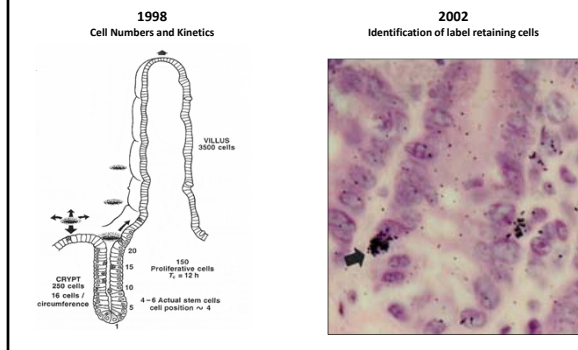 1998
Cell Numbers and Kinetics
VILLUS
3500 cells
20
150
Proliferative cells
Tc = 12 h
15
CRYPT
250 cells
16 cells /
circumference
10
4–6 Actual stem cells
cell position ~ 4
5
1
2002
Identification of label retaining cells